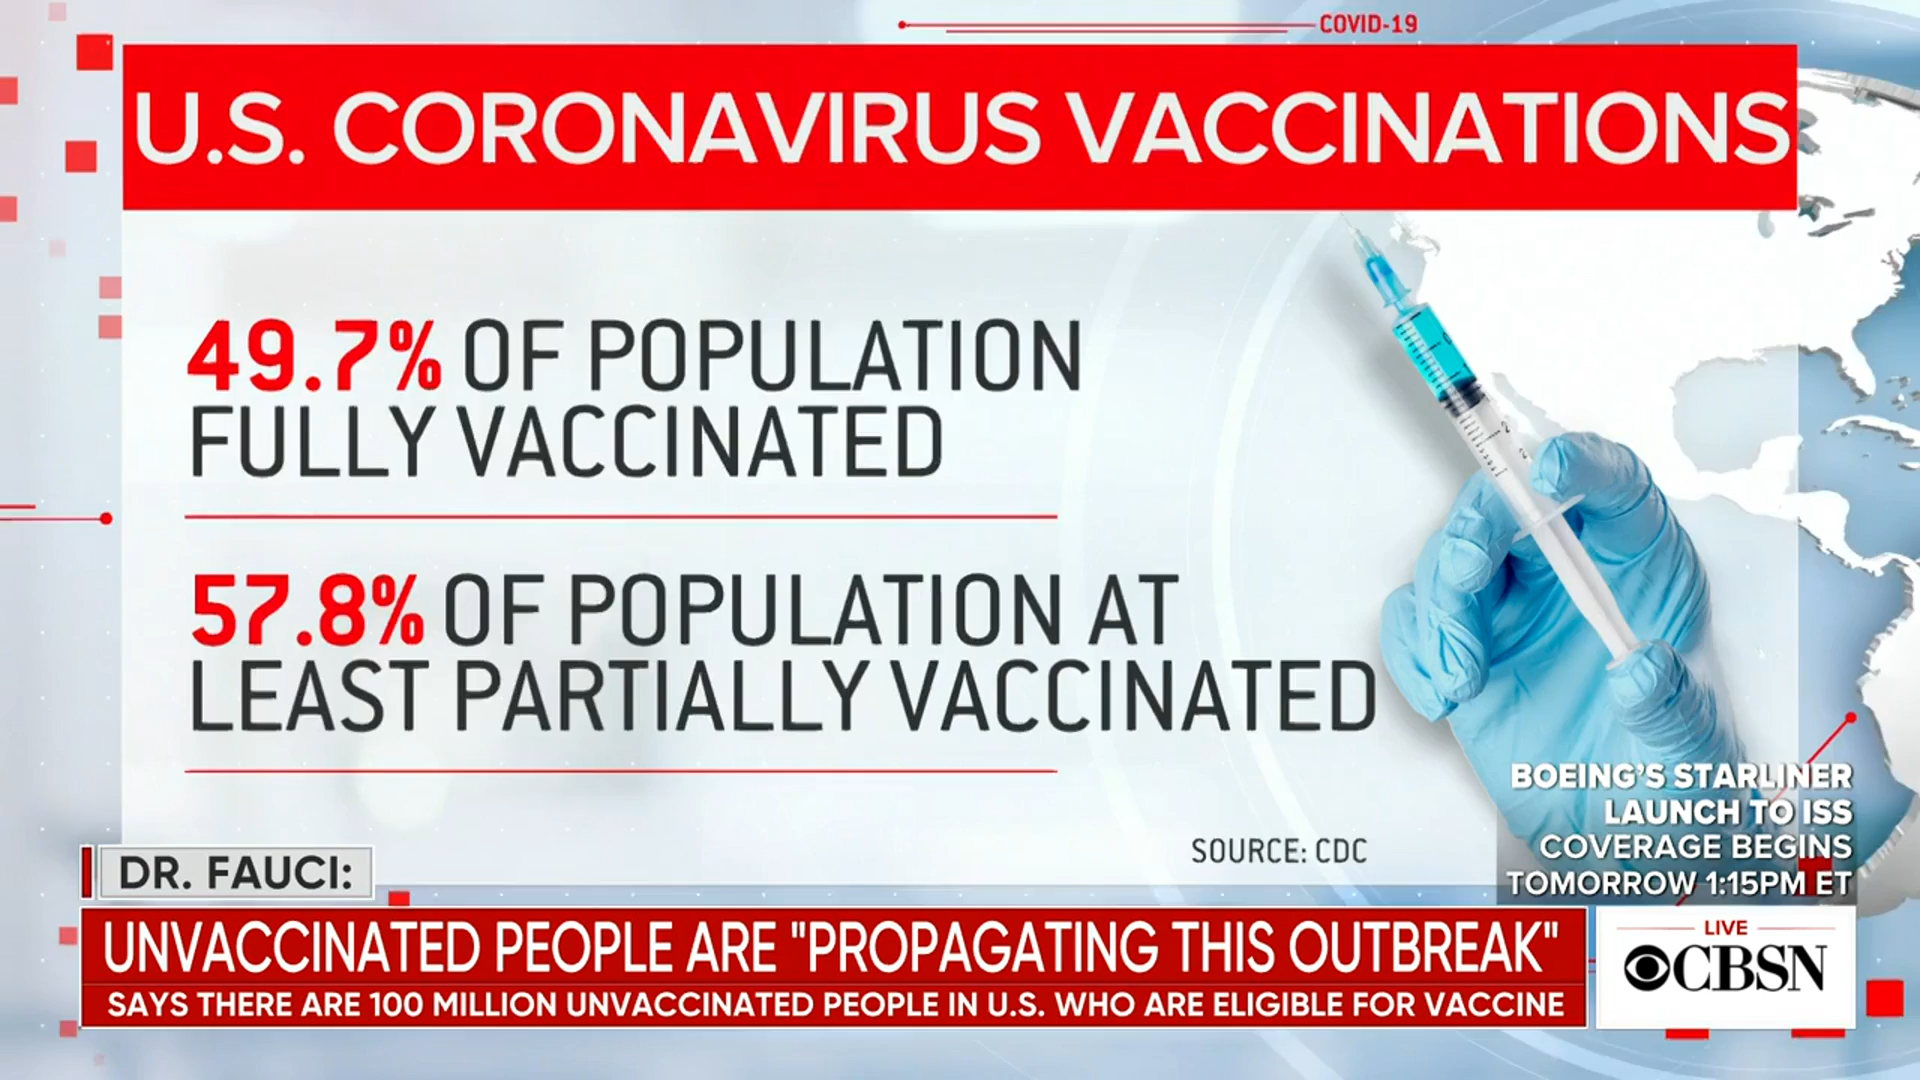 COVID-19
U.S. CORONAVIRUS VACCINATIONS
49.7% OF POPULATION
FULLY VACCINATED
57.8% OF POPULATION AT
LEAST PARTIALLY VACCINATED
SOURCE: CDC
BOEING'S STARLINER
LAUNCH TO ISS
COVERAGE BEGINS
TOMORROW 1:15PM ET
DR. FAUCI:
UNVACCINATED PEOPLE ARE "PROPAGATING THIS OUTBREAK"
SAYS THERE ARE 100 MILLION UNVACCINATED PEOPLE IN U.S. WHO ARE ELIGIBLE FOR VACCINE
LIVE
CBSN